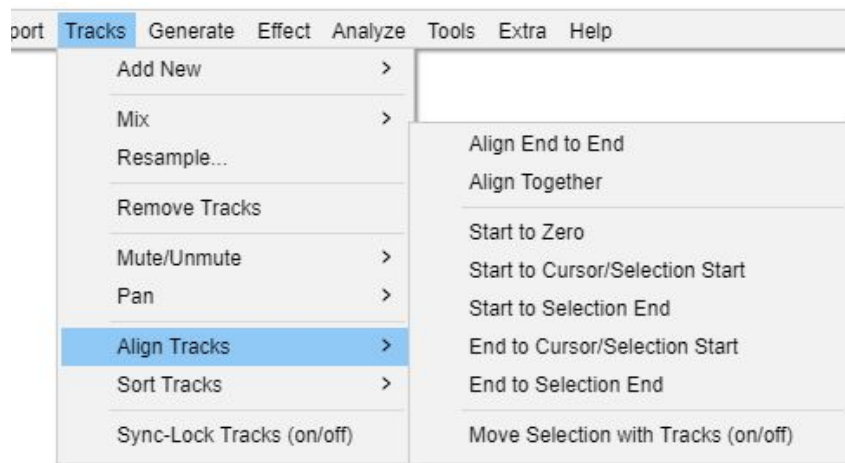 port Tracks Generate Effect Analyze Tools Extra Help
Add New >
Mix >
Resample...
Remove Tracks
Mute/Unmute >
Pan >
Align Tracks >
Sort Tracks >
Sync-Lock Tracks (on/off)
Align End to End
Align Together
Start to Zero
Start to Cursor/Selection Start
Start to Selection End
End to Cursor/Selection Start
End to Selection End
Move Selection with Tracks (on/off)